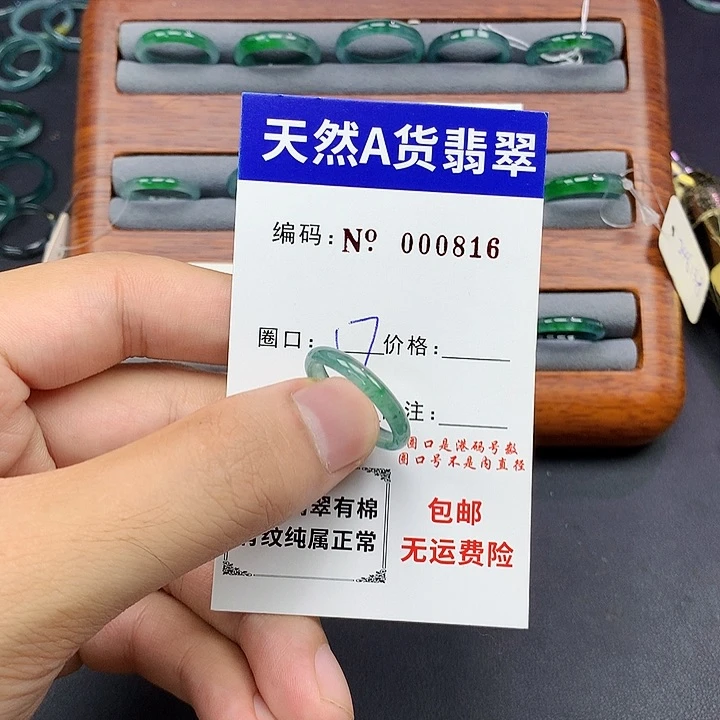 天然A货翡翠
编码: Nº 000816
圈口: 7 价格:
注:
圈口是港码号数
圈口号不是内直径
翠有棉
纹纯属正常
包邮
无运费险